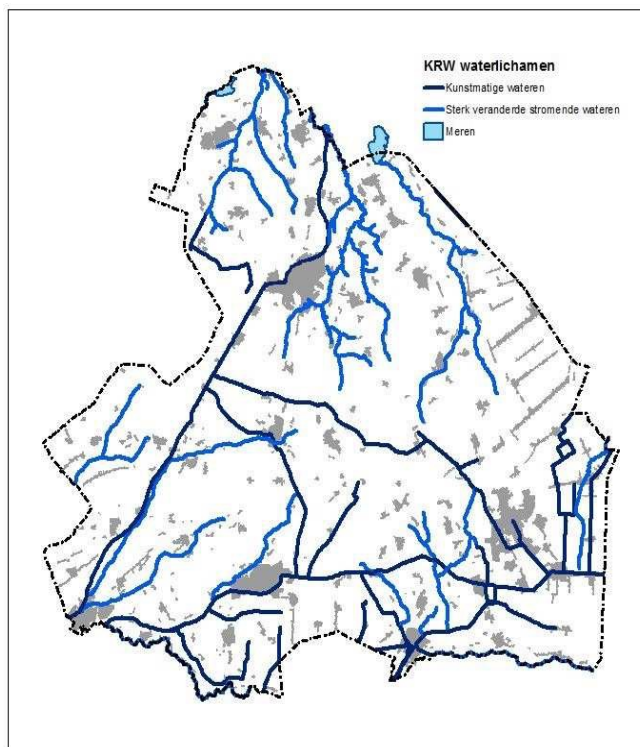 KRW waterlichamen
Kunstmatige wateren
Sterk veranderde stromende wateren
Meren